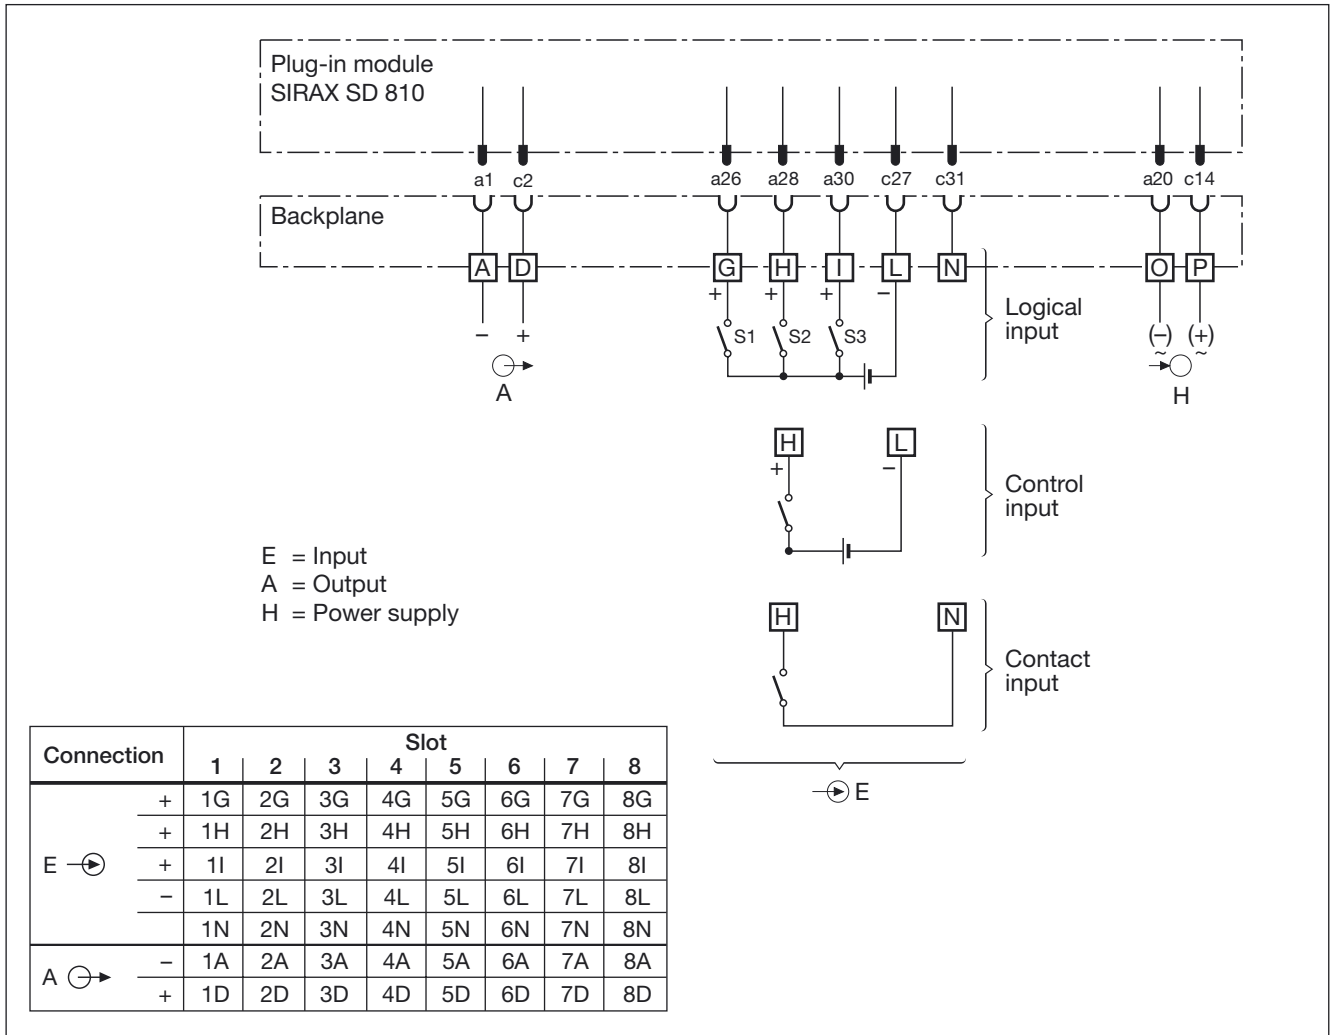 Plug-in module
SIRAX SD 810
a1 c2 a26 a28 a30 c27 c31 a20 c14
Backplane
A D G H I L N O P
+ + + −
S1 S2 S3
Logical
input
− + (−) (+)
~ ~
A H
H L
+ −
Control
input
E = Input
A = Output
H = Power supply
H N
Contact
input
E
Connection Slot
1 2 3 4 5 6 7 8
+ 1G 2G 3G 4G 5G 6G 7G 8G
+ 1H 2H 3H 4H 5H 6H 7H 8H
E + 1I 2I 3I 4I 5I 6I 7I 8I
− 1L 2L 3L 4L 5L 6L 7L 8L
1N 2N 3N 4N 5N 6N 7N 8N
A − 1A 2A 3A 4A 5A 6A 7A 8A
+ 1D 2D 3D 4D 5D 6D 7D 8D